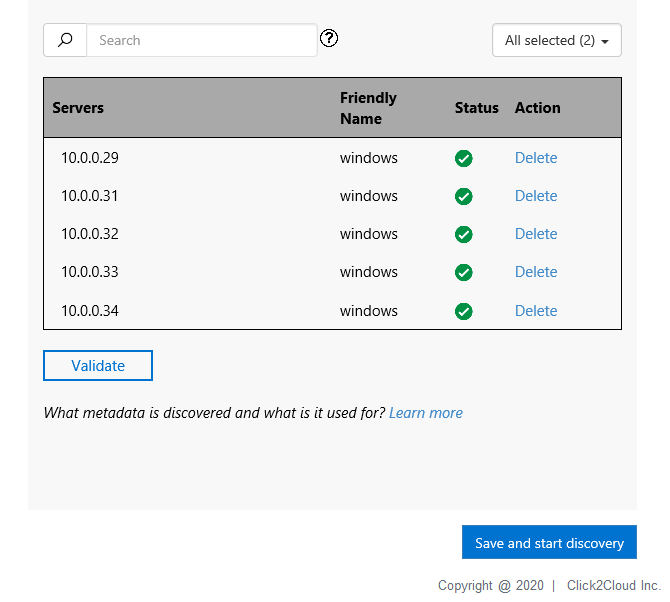 Search
All selected (2)
Servers Friendly Name Status Action
10.0.0.29 windows Delete
10.0.0.31 windows Delete
10.0.0.32 windows Delete
10.0.0.33 windows Delete
10.0.0.34 windows Delete
Validate
What metadata is discovered and what is it used for? Learn more
Save and start discovery
Copyright @ 2020 | Click2Cloud Inc.